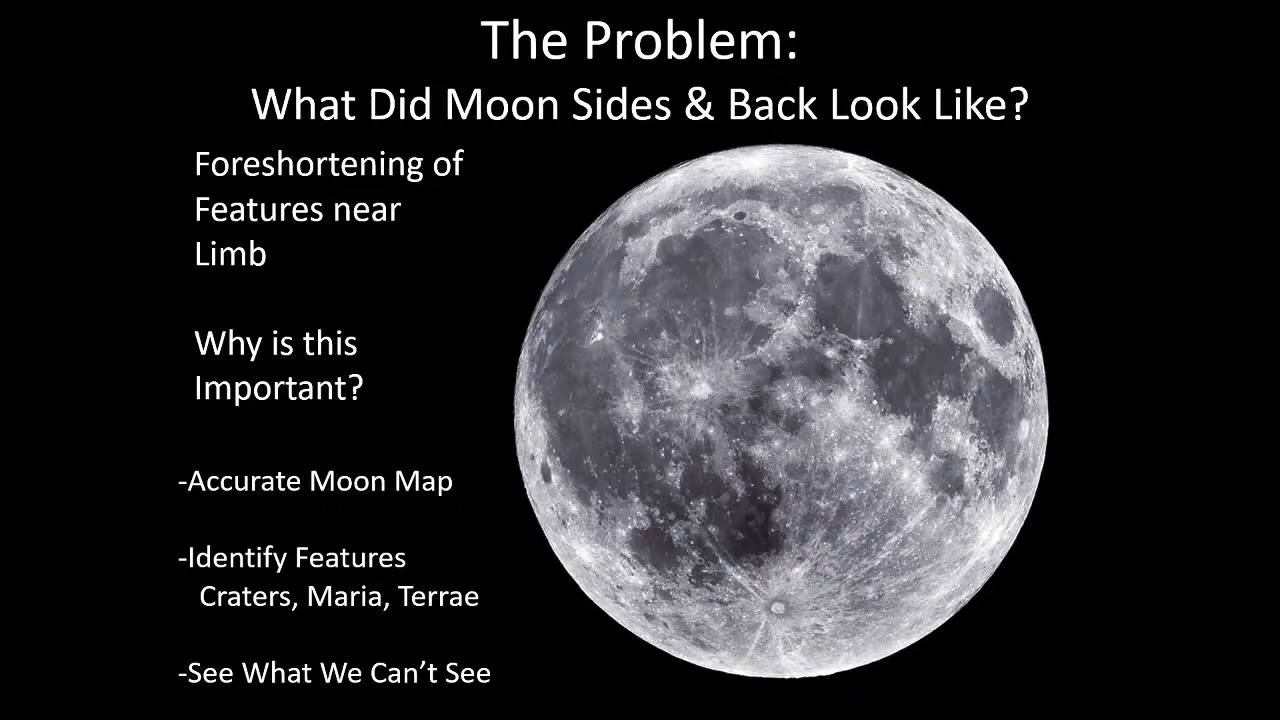 The Problem:
What Did Moon Sides & Back Look Like?
Foreshortening of
Features near
Limb
Why is this
Important?
-Accurate Moon Map
-Identify Features
Craters, Maria, Terrae
-See What We Can’t See